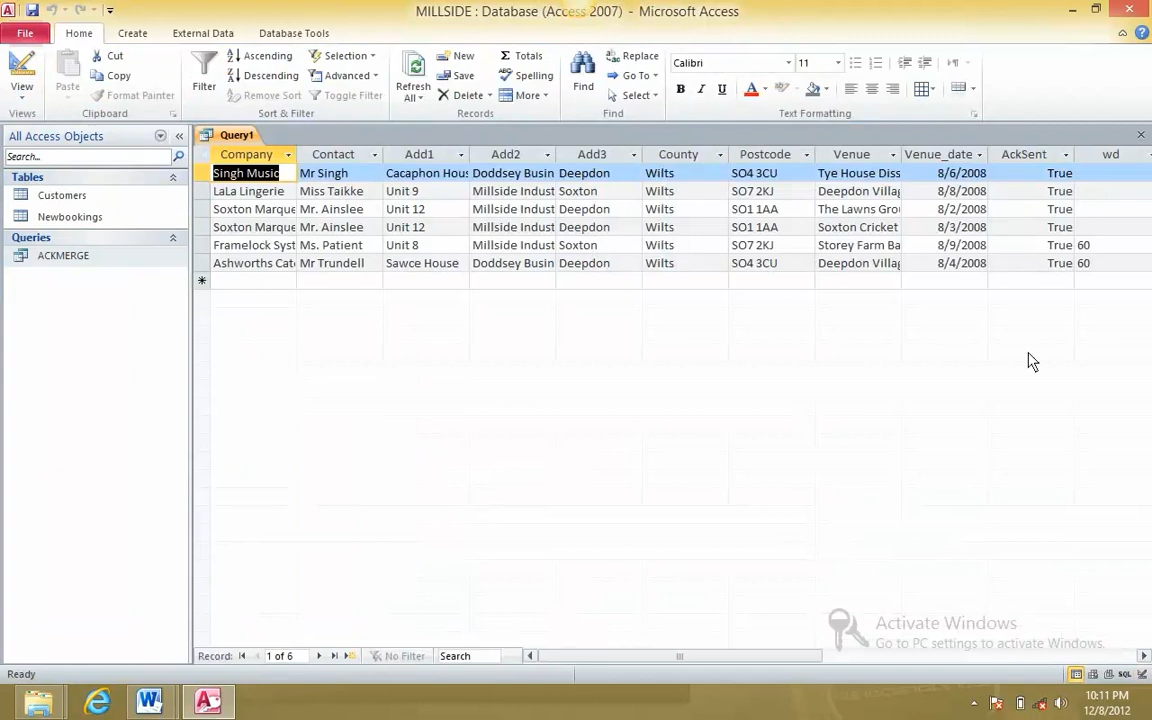 MILLSIDE : Database (Access 2007) - Microsoft Access
File Home Create External Data Database Tools
View
Views
Paste
Cut
Copy
Format Painter
Clipboard
Filter
Ascending
Descending
Remove Sort
Selection
Advanced
Toggle Filter
Sort & Filter
Refresh
All
New
Save
Delete
Totals
Spelling
More
Records
Find
Replace
Go To
Select
Find
Calibri 11
B I U
Text Formatting
All Access Objects
Search...
Tables
Customers
Newbookings
Queries
ACKMERGE
Query1
Company Contact Add1 Add2 Add3 County Postcode Venue Venue_date AckSent wd
Singh Music Mr Singh Cacaphon Hous Doddsey Busin Deepdon Wilts SO4 3CU Tye House Diss 8/6/2008 True
LaLa Lingerie Miss Taikke Unit 9 Millside Indust Soxton Wilts SO7 2KJ Deepdon Villag 8/8/2008 True
Soxton Marque Mr. Ainslee Unit 12 Millside Indust Deepdon Wilts SO1 1AA The Lawns Grou 8/2/2008 True
Soxton Marque Mr. Ainslee Unit 12 Millside Indust Deepdon Wilts SO1 1AA Soxton Cricket 8/3/2008 True
Framelock Syst Ms. Patient Unit 8 Millside Indust Soxton Wilts SO7 2KJ Storey Farm Ba 8/9/2008 True 60
Ashworths Cate Mr Trundell Sawce House Doddsey Busin Deepdon Wilts SO4 3CU Deepdon Villag 8/4/2008 True 60
Activate Windows
Go to PC settings to activate Windows.
Record: 1 of 6 No Filter Search
Ready
SQL
10:11 PM
12/8/2012